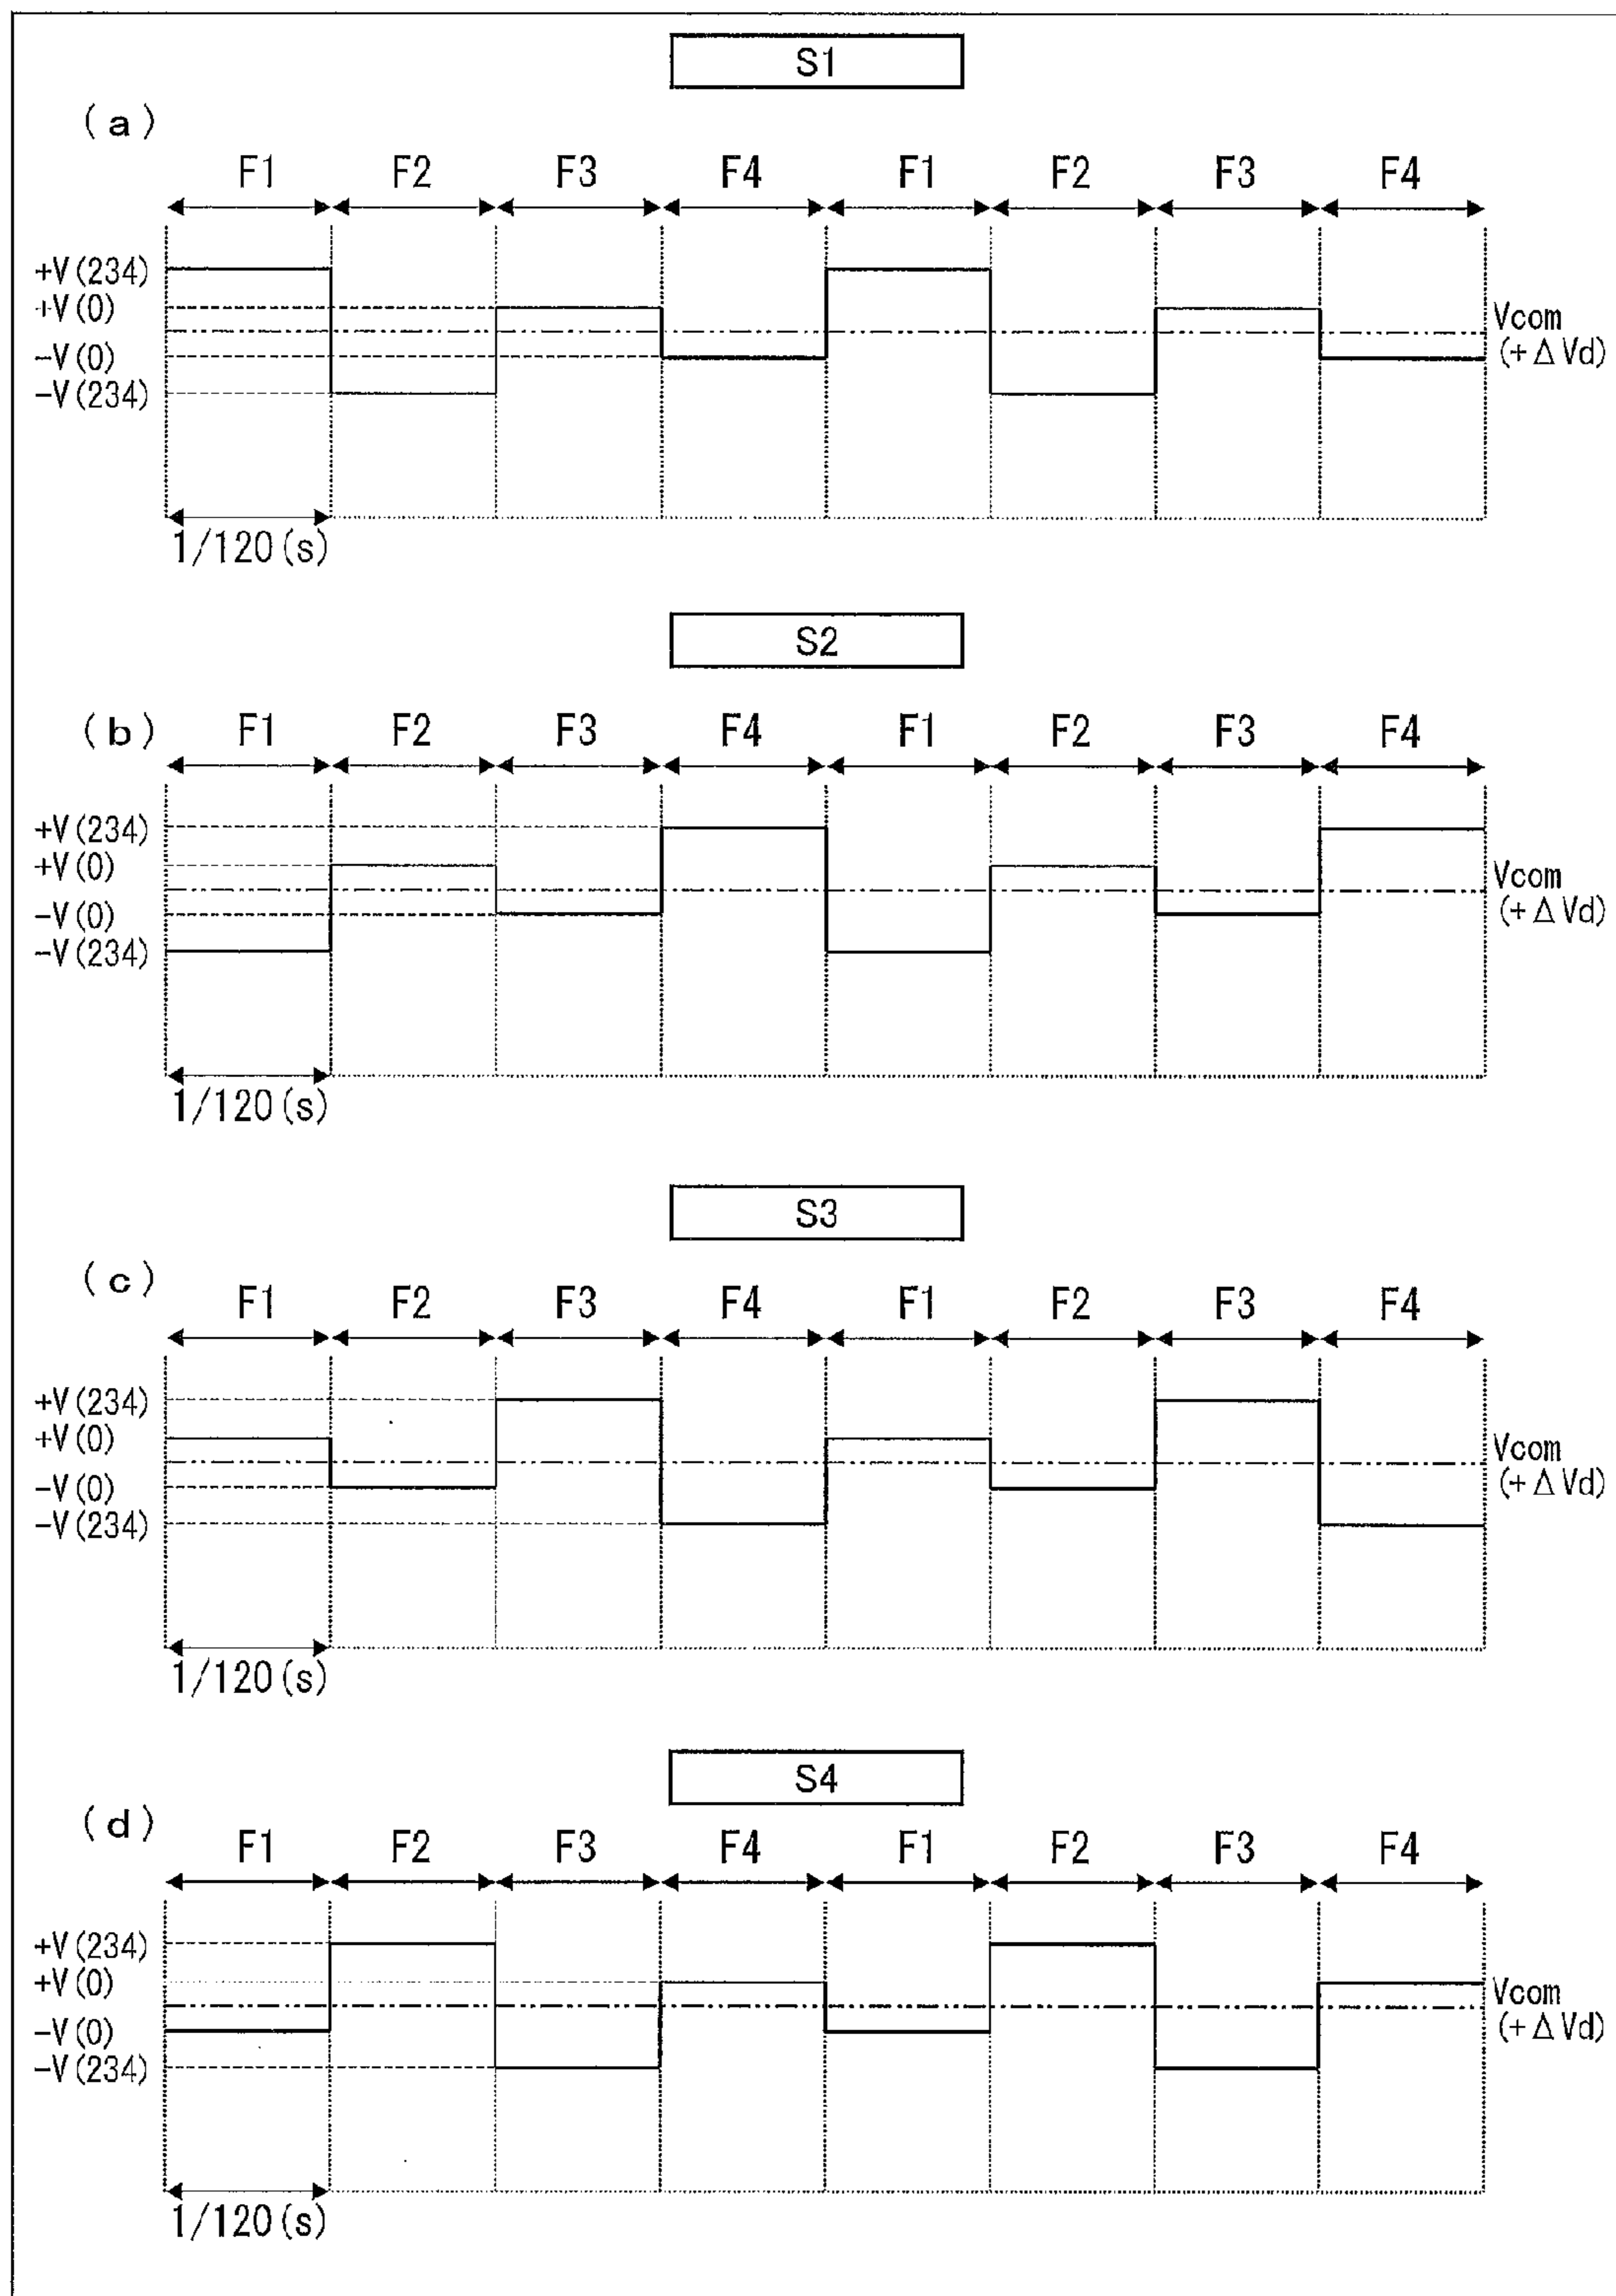 S1
(a)
F1 F2 F3 F4 F1 F2 F3 F4
+V(234)
+V(0)
−V(0)
−V(234)
Vcom
(+ΔVd)
1/120(s)
S2
(b)
F1 F2 F3 F4 F1 F2 F3 F4
+V(234)
+V(0)
−V(0)
−V(234)
Vcom
(+ΔVd)
1/120(s)
S3
(c)
F1 F2 F3 F4 F1 F2 F3 F4
+V(234)
+V(0)
−V(0)
−V(234)
Vcom
(+ΔVd)
1/120(s)
S4
(d)
F1 F2 F3 F4 F1 F2 F3 F4
+V(234)
+V(0)
−V(0)
−V(234)
Vcom
(+ΔVd)
1/120(s)